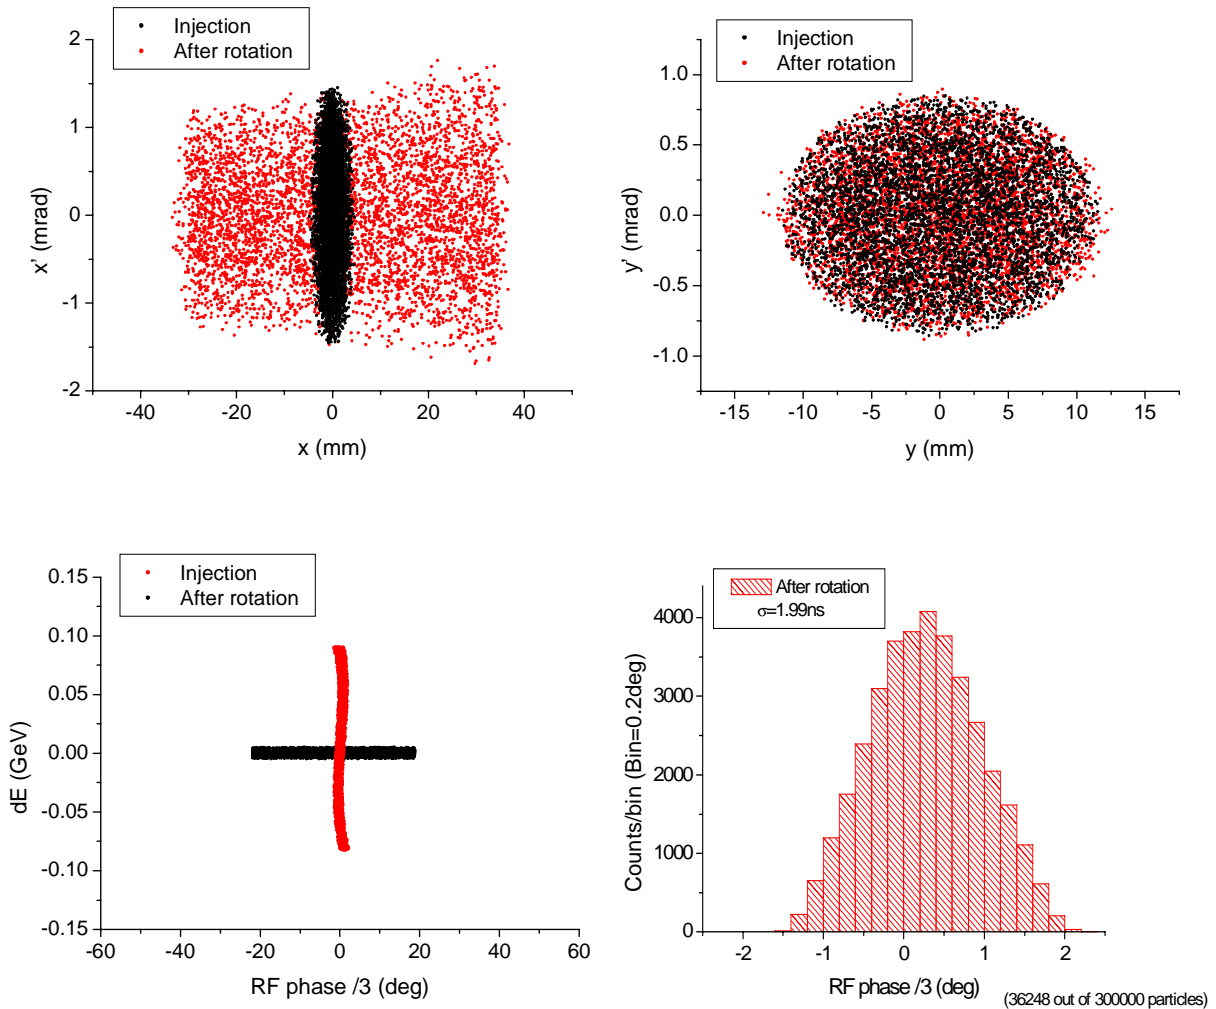 Injection
After rotation
2
1
0
-1
-2
x' (mrad)
-40
-20
0
20
40
x (mm)
Injection
After rotation
1.0
0.5
0.0
-0.5
-1.0
y' (mrad)
-15
-10
-5
0
5
10
15
y (mm)
Injection
After rotation
0.15
0.10
0.05
0.00
-0.05
-0.10
-0.15
dE (GeV)
-60
-40
-20
0
20
40
60
RF phase /3 (deg)
After rotation
σ=1.99ns
4000
3000
2000
1000
0
Counts/bin (Bin=0.2deg)
-2
-1
0
1
2
RF phase /3 (deg)
(36248 out of 300000 particles)